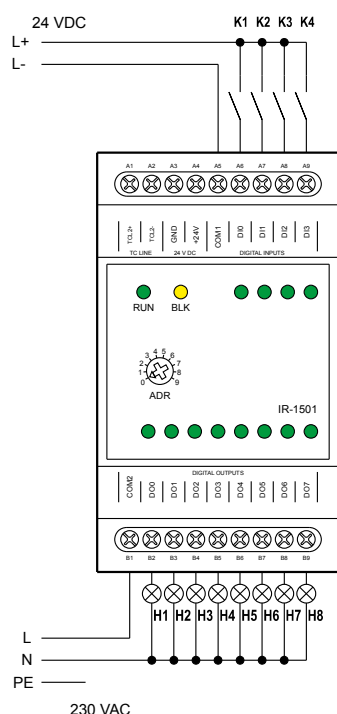 24 VDC K1 K2 K3 K4
L+
L-
A1 A2 A3 A4 A5 A6 A7 A8 A9
TCL2+ TCL2- GND +24V COM1 DI0 DI1 DI2 DI3
TC LINE 24 V DC DIGITAL INPUTS
RUN BLK
0 1 2 3 4 5 6 7 8 9
ADR
IR-1501
DIGITAL OUTPUTS
COM2 DO0 DO1 DO2 DO3 DO4 DO5 DO6 DO7
B1 B2 B3 B4 B5 B6 B7 B8 B9
H1 H2 H3 H4 H5 H6 H7 H8
L
N
PE
230 VAC